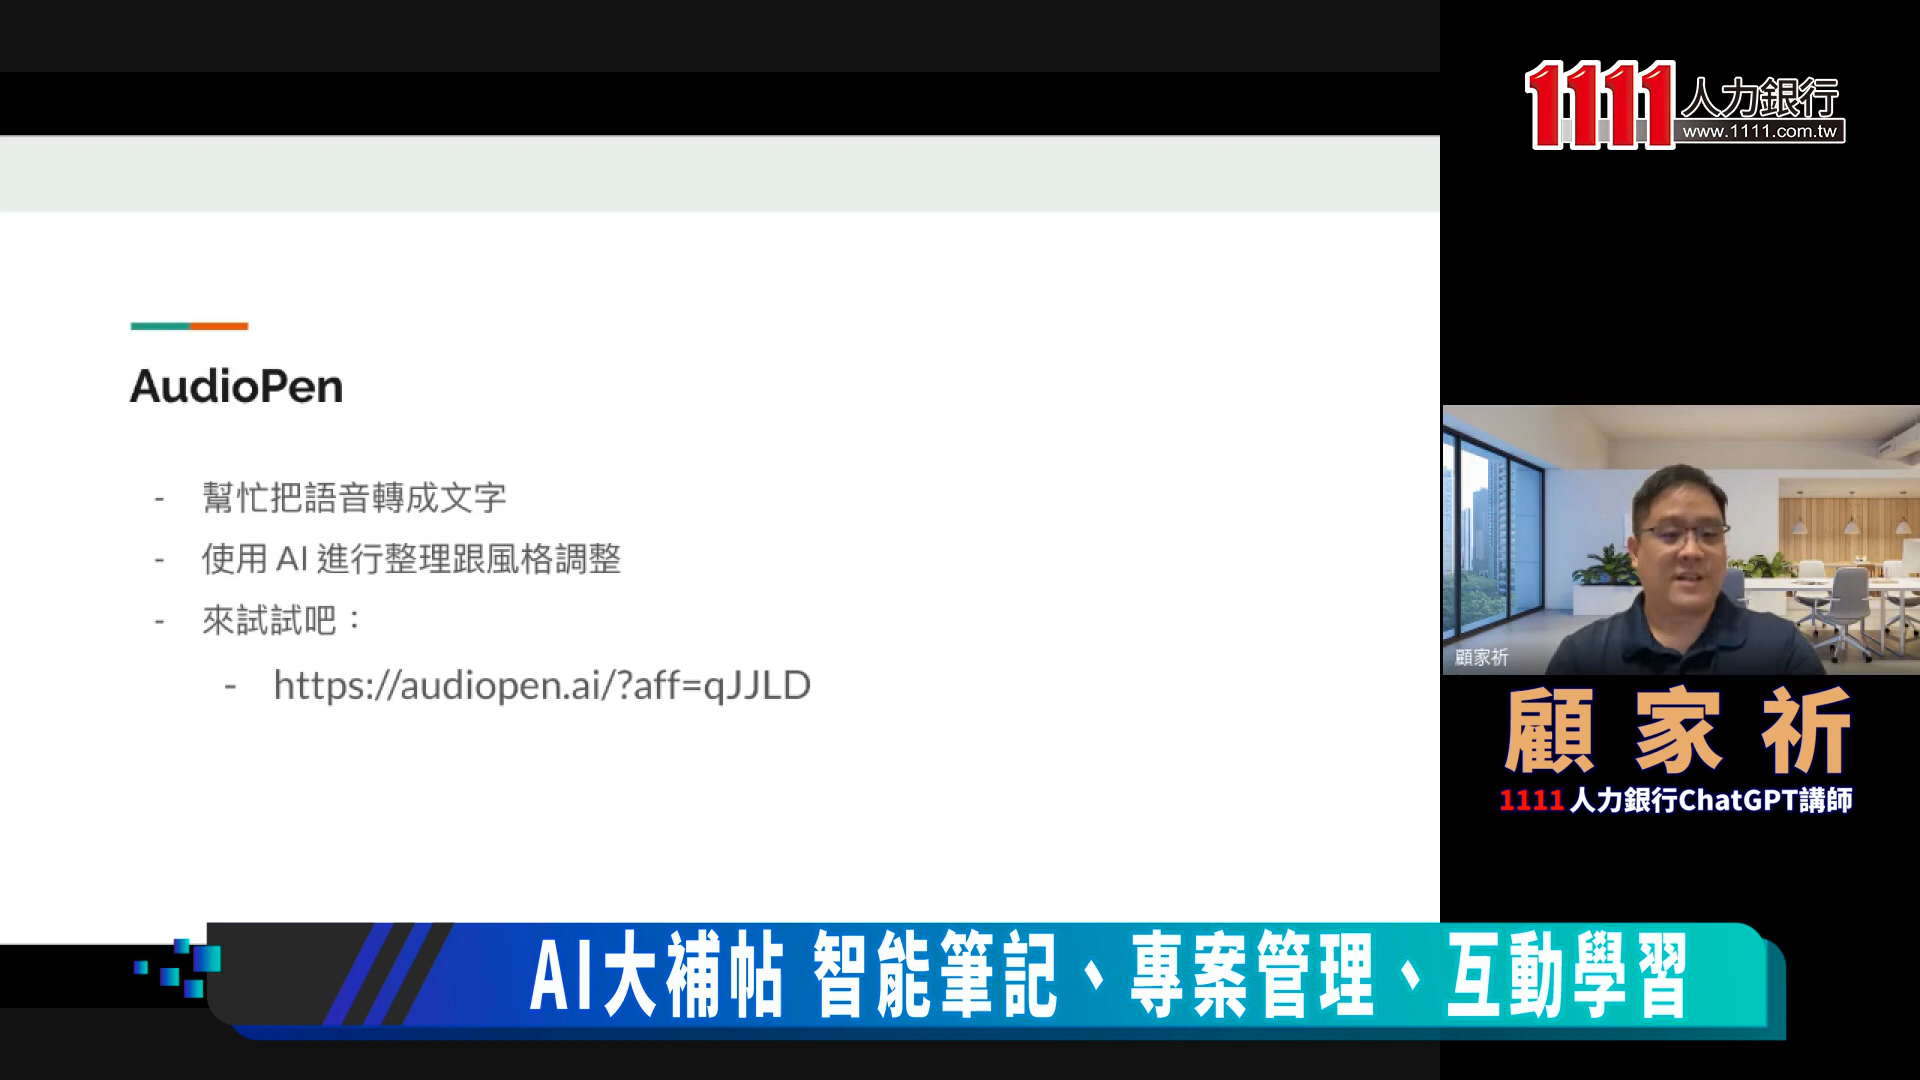 1111人力銀行
www.1111.com.tw
AudioPen
- 幫忙把語音轉成文字
- 使用 AI 進行整理跟風格調整
- 來試試吧：
- https://audiopen.ai/?aff=qJJLD
顧家祈
顧家祈
1111人力銀行ChatGPT講師
AI大補帖 智能筆記、專案管理、互動學習